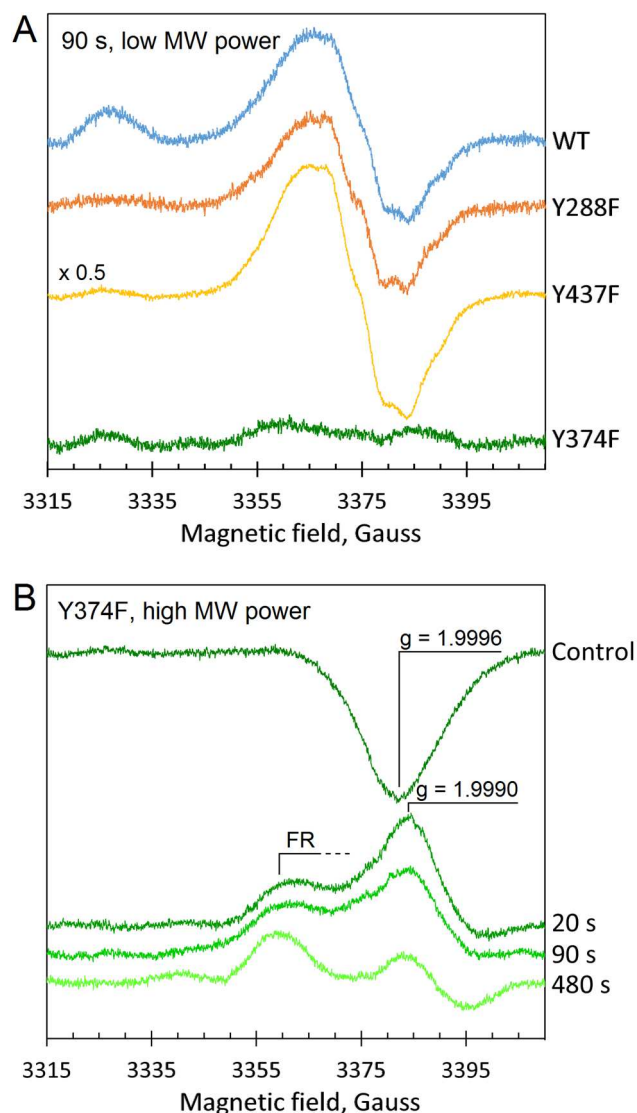 A
90 s, low MW power
WT
Y288F
x 0.5
Y437F
Y374F
3315 3335 3355 3375 3395
Magnetic field, Gauss
B
Y374F, high MW power
g = 1.9996
Control
g = 1.9990
FR
20 s
90 s
480 s
3315 3335 3355 3375 3395
Magnetic field, Gauss